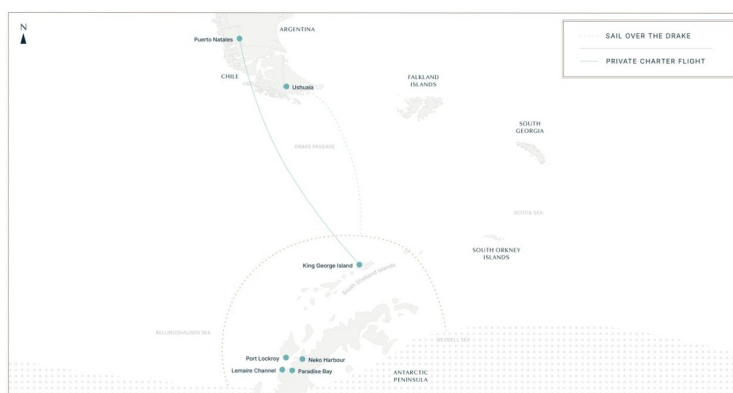 N
ARGENTINA
Puerto Natales
CHILE
Ushuaia
FALKLAND
ISLANDS
SAIL OVER THE DRAKE
PRIVATE CHARTER FLIGHT
SOUTH
GEORGIA
DRAKE PASSAGE
SCOTIA SEA
SOUTH ORKNEY
ISLANDS
King George Island
South Shetland Islands
BELLINGSHAUSEN SEA
WEDDELL SEA
Port Lockroy
Neko Harbour
Lemaire Channel
Paradise Bay
ANTARCTIC
PENINSULA